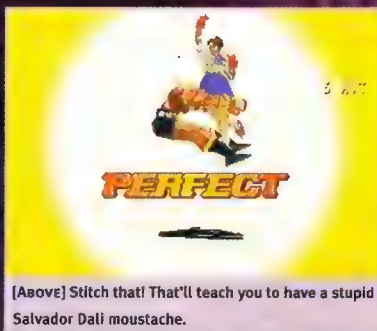 PERFECT
[ABOVE] Stitch that! That'll teach you to have a stupid
Salvador Dali moustache.